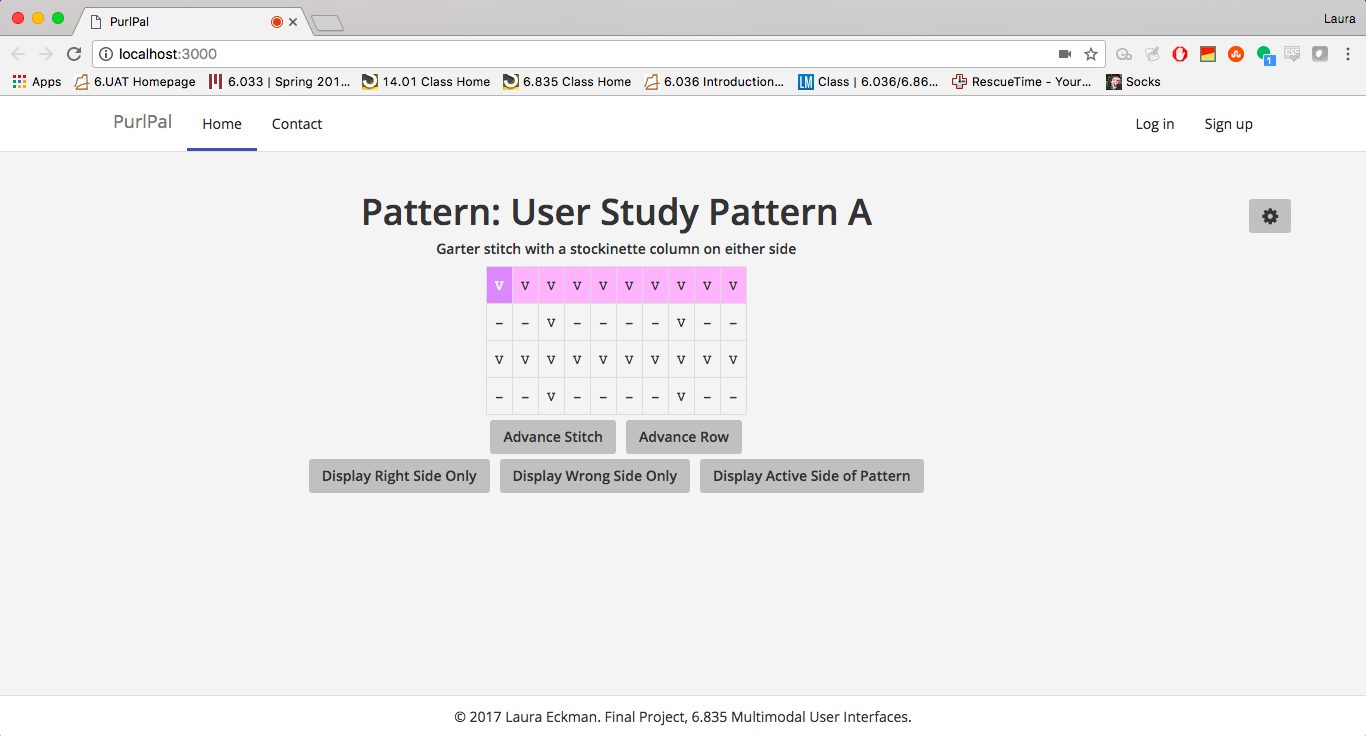 PurlPal
Laura
localhost:3000
Apps 6.UAT Homepage 6.033 | Spring 201... 14.01 Class Home 6.835 Class Home 6.036 Introduction... LM Class | 6.036/6.86... RescueTime - Your... Socks
PurlPal Home Contact Log in Sign up
Pattern: User Study Pattern A
Garter stitch with a stockinette column on either side
V V V V V V V V V V
– – V – – – – V – –
V V V V V V V V V V
– – V – – – – V – –
Advance Stitch Advance Row
Display Right Side Only Display Wrong Side Only Display Active Side of Pattern
© 2017 Laura Eckman. Final Project, 6.835 Multimodal User Interfaces.